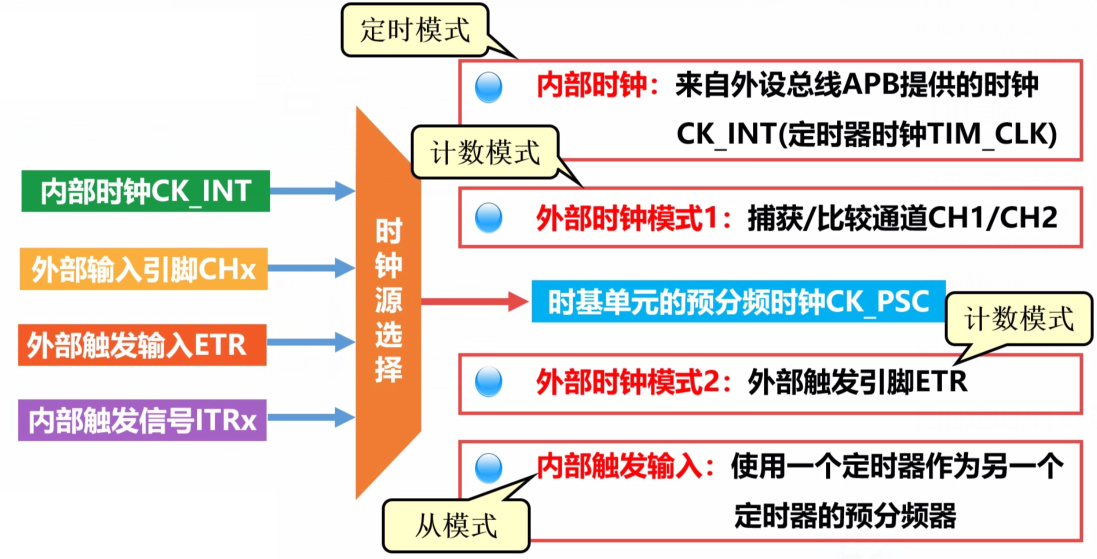 定时模式
内部时钟：来自外设总线APB提供的时钟
CK_INT(定时器时钟TIM_CLK)
计数模式
内部时钟CK_INT
外部时钟模式1：捕获/比较通道CH1/CH2
外部输入引脚CHx
时钟源选择
时基单元的预分频时钟CK_PSC
计数模式
外部触发输入ETR
外部时钟模式2：外部触发引脚ETR
内部触发信号ITRx
内部触发输入：使用一个定时器作为另一个
定时器的预分频器
从模式